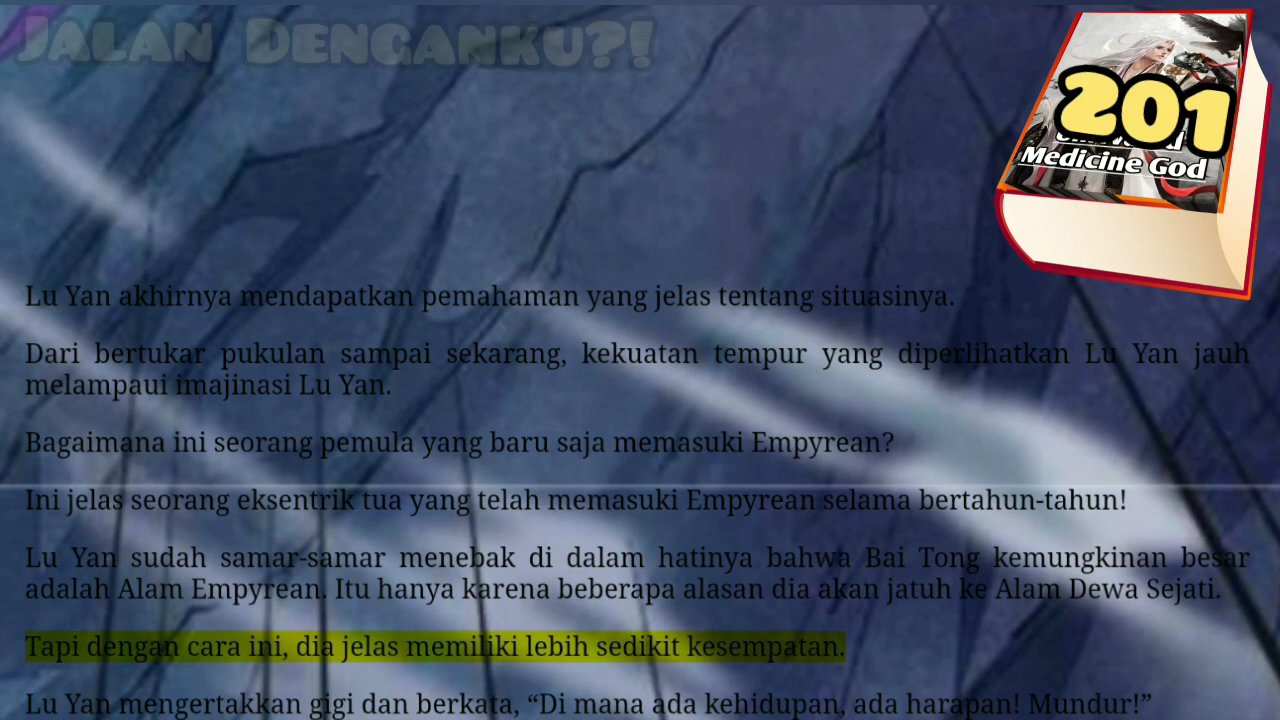 Jalan Denganku?!
201
Medicine God
Lu Yan akhirnya mendapatkan pemahaman yang jelas tentang situasinya.
Dari bertukar pukulan sampai sekarang, kekuatan tempur yang diperlihatkan Lu Yan jauh
melampaui imajinasi Lu Yan.
Bagaimana ini seorang pemula yang baru saja memasuki Empyrean?
Ini jelas seorang eksentrik tua yang telah memasuki Empyrean selama bertahun-tahun!
Lu Yan sudah samar-samar menebak di dalam hatinya bahwa Bai Tong kemungkinan besar
adalah Alam Empyrean. Itu hanya karena beberapa alasan dia akan jatuh ke Alam Dewa Sejati.
Tapi dengan cara ini, dia jelas memiliki lebih sedikit kesempatan.
Lu Yan mengertakkan gigi dan berkata, “Di mana ada kehidupan, ada harapan! Mundur!”